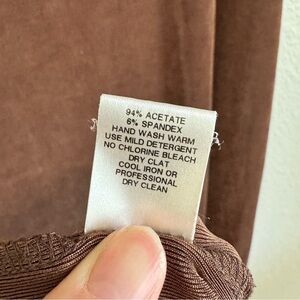 94% ACETATE
6% SPANDEX
HAND WASH WARM
USE MILD DETERGENT
NO CHLORINE BLEACH
DRY CLAT
COOL IRON OR
PROFESSIONAL
DRY CLEAN